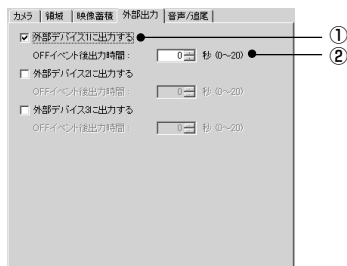 カメラ 領域 映像蓄積 外部出力 音声/追尾
外部デバイス1に出力する ①
OFFイベント後出力時間： 0 秒 (0～20) ②
外部デバイス2に出力する
OFFイベント後出力時間： 0 秒 (0～20)
外部デバイス3に出力する
OFFイベント後出力時間： 0 秒 (0～20)